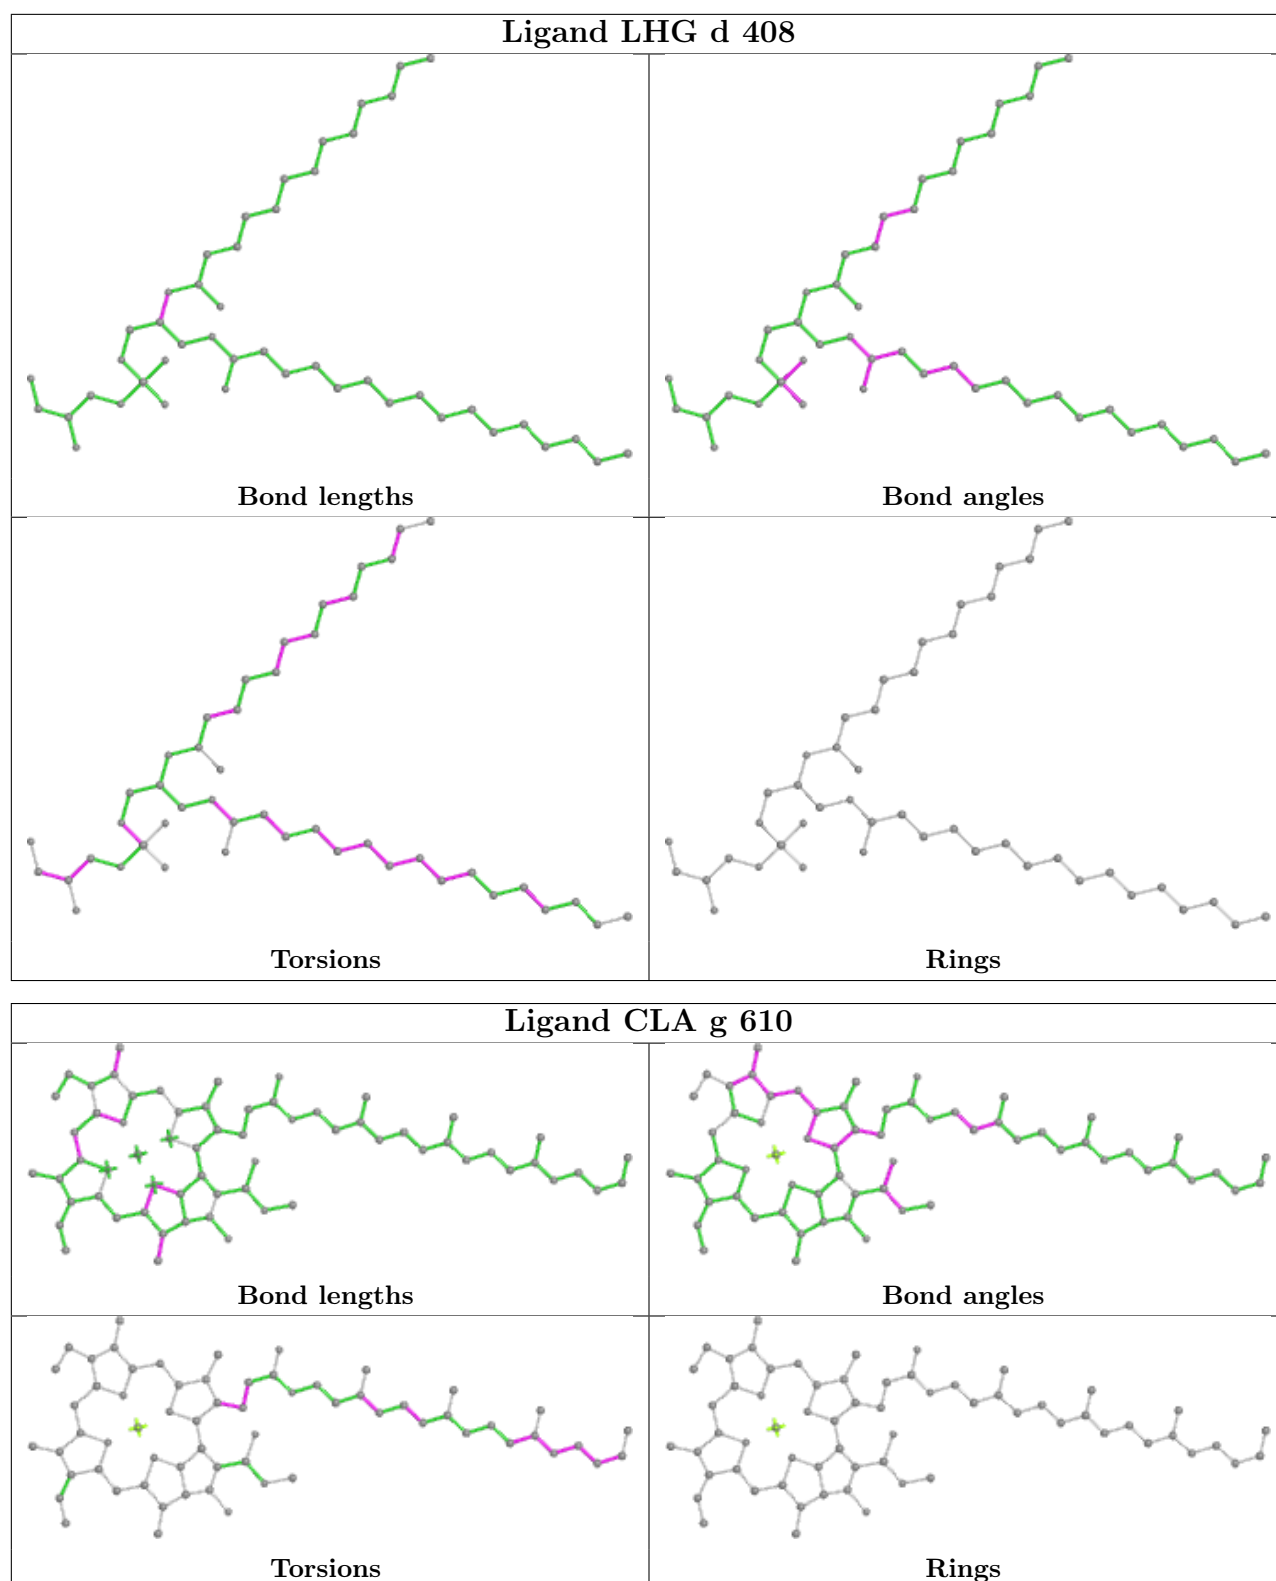 Ligand LHG d 408
Bond lengths
Bond angles
Torsions
Rings
Ligand CLA g 610
Bond lengths
Bond angles
Torsions
Rings